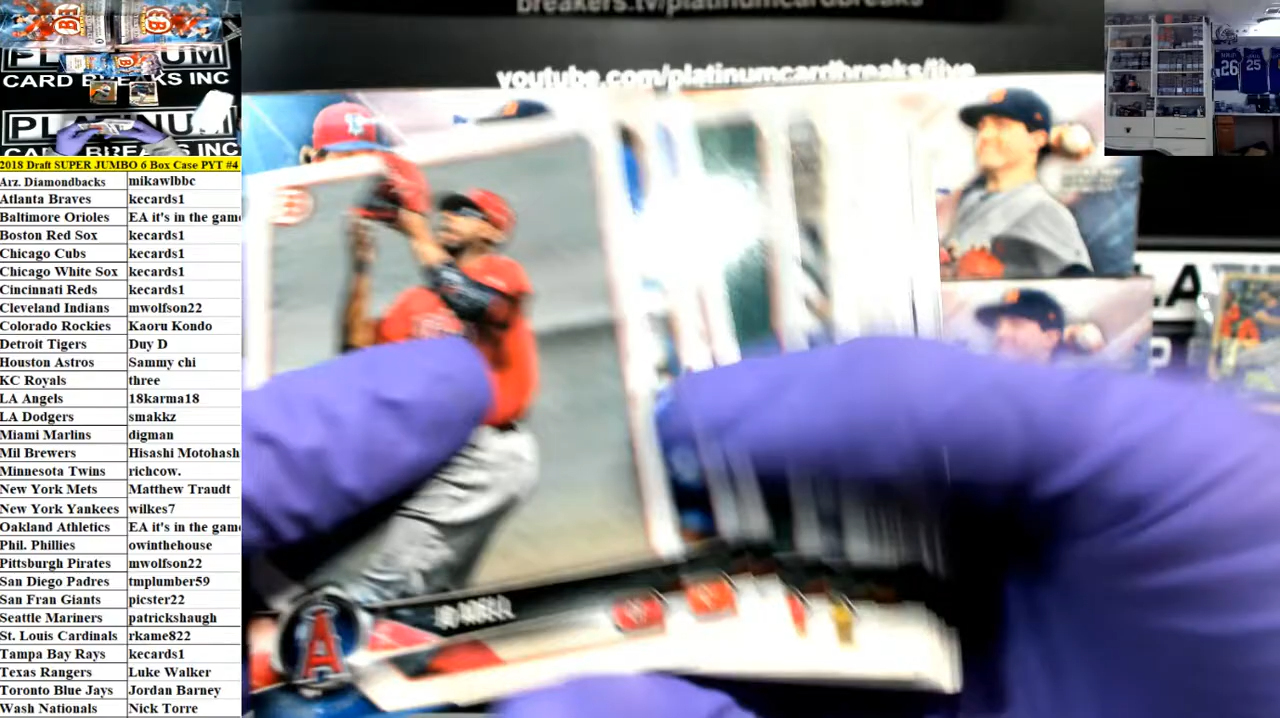 breakers.tv/platinumcardbreaks
youtube.com/platinumcardbreaks/live
PLATINUM
CARD BREAKS INC
PLATINUM
CARD BREAKS INC
26
25
2018 Draft SUPER JUMBO 6 Box Case PYT #4
Arz. Diamondbacks mikawlbbc
Atlanta Braves kecards1
Baltimore Orioles EA it's in the game
Boston Red Sox kecards1
Chicago Cubs kecards1
Chicago White Sox kecards1
Cincinnati Reds kecards1
Cleveland Indians mwolfson22
Colorado Rockies Kaoru Kondo
Detroit Tigers Duy D
Houston Astros Sammy chi
KC Royals three
LA Angels 18karma18
LA Dodgers smakkz
Miami Marlins digman
Mil Brewers Hisashi Motohash
Minnesota Twins richcow.
New York Mets Matthew Traudt
New York Yankees wilkes7
Oakland Athletics EA it's in the game
Phil. Phillies owinthehouse
Pittsburgh Pirates mwolfson22
San Diego Padres tmplumber59
San Fran Giants picster22
Seattle Mariners patrickshaugh
St. Louis Cardinals rkame822
Tampa Bay Rays kecards1
Texas Rangers Luke Walker
Toronto Blue Jays Jordan Barney
Wash Nationals Nick Torre